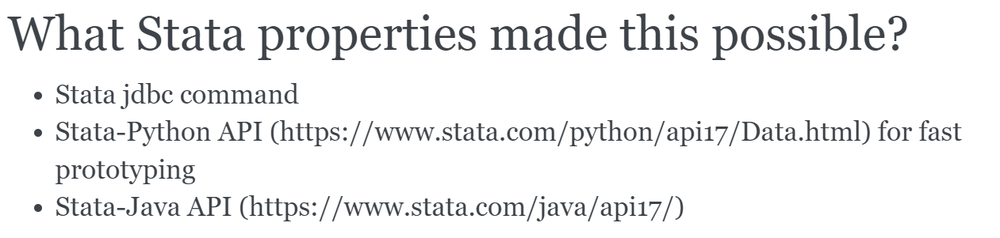 What Stata properties made this possible?
• Stata jdbc command
• Stata-Python API (https://www.stata.com/python/api17/Data.html) for fast
prototyping
• Stata-Java API (https://www.stata.com/java/api17/)